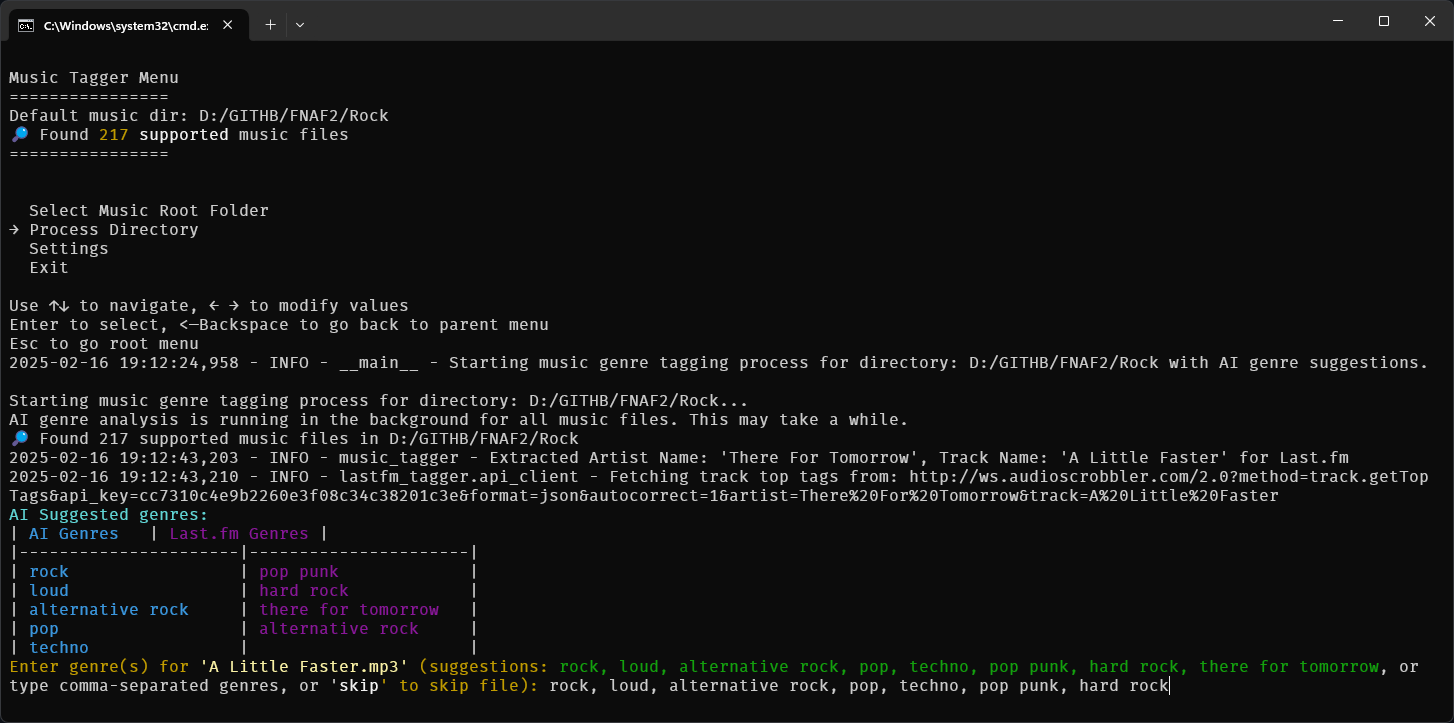 C:\Windows\system32\cmd.e:
Music Tagger Menu
================
Default music dir: D:/GITHB/FNAF2/Rock
🔎 Found 217 supported music files
================
Select Music Root Folder
→ Process Directory
Settings
Exit
Use ↑↓ to navigate, ← → to modify values
Enter to select, <—Backspace to go back to parent menu
Esc to go root menu
2025-02-16 19:12:24,958 - INFO - __main__ - Starting music genre tagging process for directory: D:/GITHB/FNAF2/Rock with AI genre suggestions.
Starting music genre tagging process for directory: D:/GITHB/FNAF2/Rock...
AI genre analysis is running in the background for all music files. This may take a while.
🔎 Found 217 supported music files in D:/GITHB/FNAF2/Rock
2025-02-16 19:12:43,203 - INFO - music_tagger - Extracted Artist Name: 'There For Tomorrow', Track Name: 'A Little Faster' for Last.fm
2025-02-16 19:12:43,210 - INFO - lastfm_tagger.api_client - Fetching track top tags from: http://ws.audioscrobbler.com/2.0?method=track.getTop
Tags&api_key=cc7310c4e9b2260e3f08c34c38201c3e&format=json&autocorrect=1&artist=There%20For%20Tomorrow&track=A%20Little%20Faster
AI Suggested genres:
| AI Genres   | Last.fm Genres |
|----------------------|----------------------|
| rock                 | pop punk             |
| loud                 | hard rock            |
| alternative rock     | there for tomorrow   |
| pop                  | alternative rock     |
| techno               |                      |
Enter genre(s) for 'A Little Faster.mp3' (suggestions: rock, loud, alternative rock, pop, techno, pop punk, hard rock, there for tomorrow, or
type comma-separated genres, or 'skip' to skip file): rock, loud, alternative rock, pop, techno, pop punk, hard rock